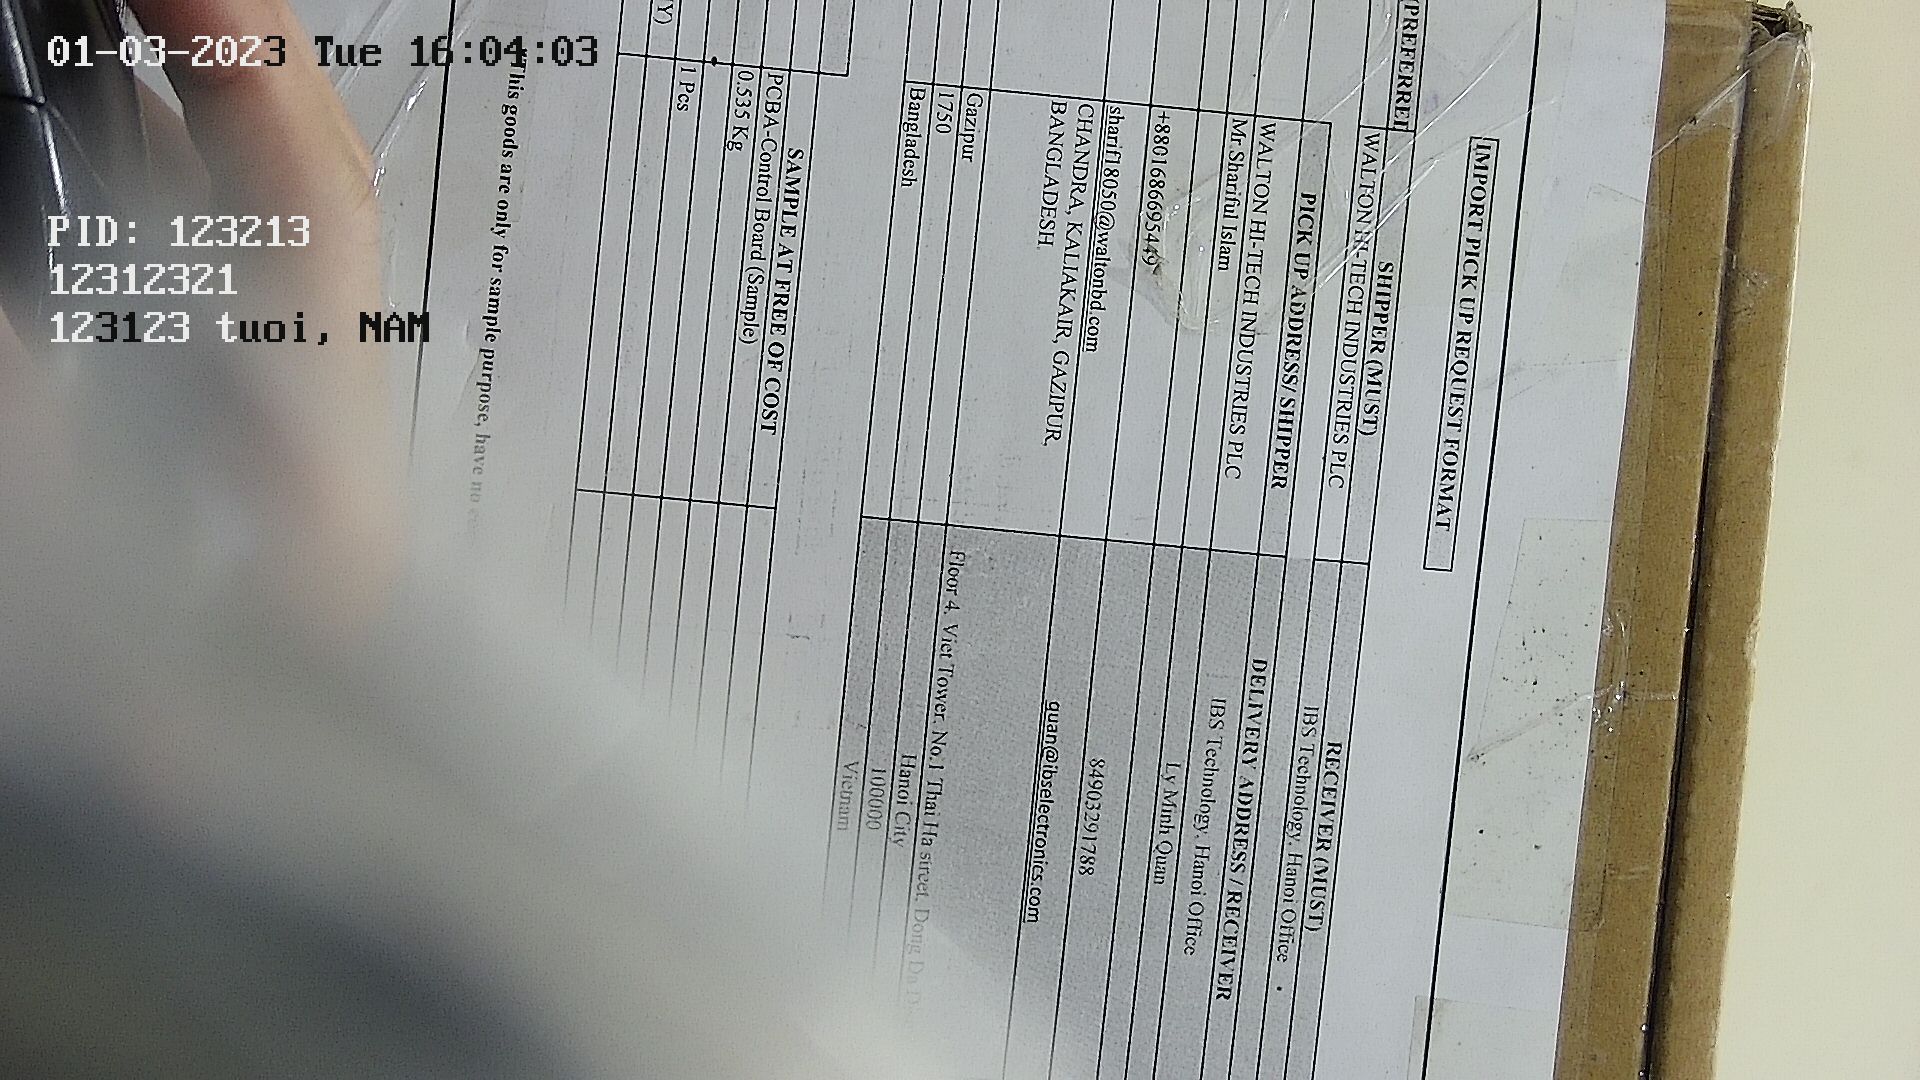 01-03-2023 Tue 16:04:03
PID: 123213
12312321
123123 tuoi, NAM
IMPORT PICK UP REQUEST FORMAT
SHIPPER (MUST)
RECEIVER (MUST)
WALTON HI-TECH INDUSTRIES PLC
IBS Technology, Hanoi Office
PICK UP ADDRESS/ SHIPPER
DELIVERY ADDRESS / RECEIVER
WALTON HI-TECH INDUSTRIES PLC
IBS Technology, Hanoi Office
Mr.Shariful Islam
Ly Minh Quan
+8801686695449
84903291788
sharif18050@waltonbd.com
quan@ibselectronics.com
CHANDRA, KALIAKAIR, GAZIPUR,
BANGLADESH
Floor 4, Viet Tower, No.1 Thai Ha street, Dong Da
Gazipur
Hanoi City
1750
100000
Bangladesh
Vietnam
SAMPLE AT FREE OF COST
PCBA-Control Board (Sample)
0.535 Kg
1 Pcs
This goods are only for sample purpose, have no